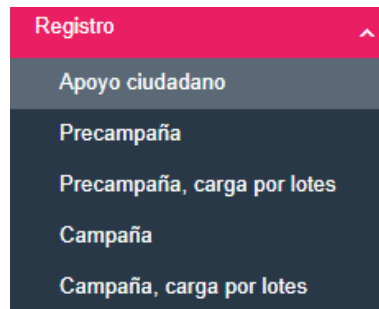 Registro
Apoyo ciudadano
Precampaña
Precampaña, carga por lotes
Campaña
Campaña, carga por lotes